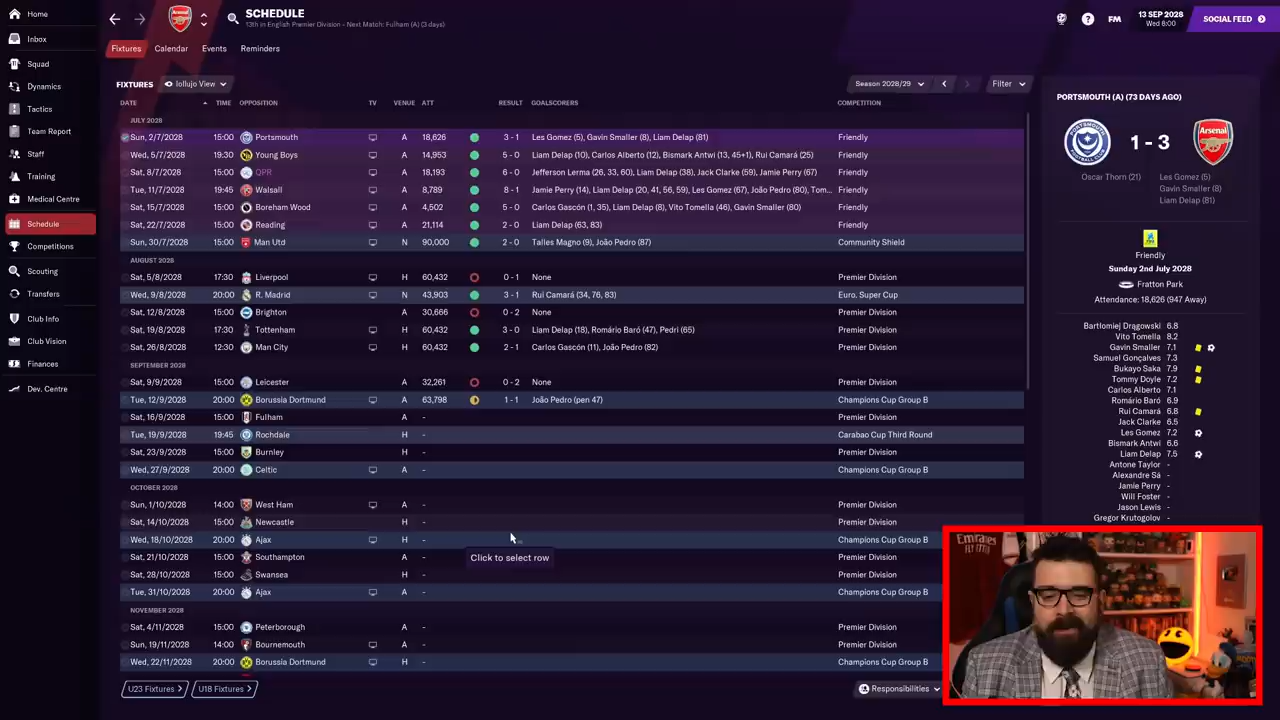 Home
SCHEDULE
13th in English Premier Division - Next Match: Fulham (A) (3 days)
FM
13 SEP 2028
Wed 8:00
SOCIAL FEED
Inbox
Squad
Dynamics
Tactics
Team Report
Staff
Training
Medical Centre
Schedule
Competitions
Scouting
Transfers
Club Info
Club Vision
Finances
Dev. Centre
Fixtures Calendar Events Reminders
FIXTURES lollujo View Season 2028/29 Filter
DATE TIME OPPOSITION TV VENUE ATT RESULT GOALSCORERS COMPETITION
JULY 2028
Sun, 2/7/2028 15:00 Portsmouth A 18,626 3 - 1 Les Gomez (5), Gavin Smaller (8), Liam Delap (81) Friendly
Wed, 5/7/2028 19:30 Young Boys A 14,953 5 - 0 Liam Delap (10), Carlos Alberto (12), Bismark Antwi (13, 45+1), Rui Camará (25) Friendly
Sat, 8/7/2028 15:00 QPR A 18,193 6 - 0 Jefferson Lerma (26, 33, 60), Liam Delap (38), Jack Clarke (59), Jamie Perry (67) Friendly
Tue, 11/7/2028 19:45 Walsall A 8,789 8 - 1 Jamie Perry (14), Liam Delap (20, 41, 56, 59), Les Gomez (67), João Pedro (80), Tom... Friendly
Sat, 15/7/2028 15:00 Boreham Wood A 4,502 5 - 0 Carlos Gascón (1, 35), Liam Delap (8), Vito Tomella (46), Gavin Smaller (80) Friendly
Sat, 22/7/2028 15:00 Reading A 21,114 2 - 0 Liam Delap (63, 83) Friendly
Sun, 30/7/2028 15:00 Man Utd N 90,000 2 - 0 Talles Magno (9), João Pedro (87) Community Shield
AUGUST 2028
Sat, 5/8/2028 17:30 Liverpool H 60,432 0 - 1 None Premier Division
Wed, 9/8/2028 20:00 R. Madrid N 43,903 3 - 1 Rui Camará (34, 76, 83) Euro. Super Cup
Sat, 12/8/2028 15:00 Brighton A 30,666 0 - 2 None Premier Division
Sat, 19/8/2028 17:30 Tottenham H 60,432 3 - 0 Liam Delap (18), Romário Baró (47), Pedri (65) Premier Division
Sat, 26/8/2028 12:30 Man City H 60,432 2 - 1 Carlos Gascón (11), João Pedro (82) Premier Division
SEPTEMBER 2028
Sat, 9/9/2028 15:00 Leicester A 32,261 0 - 2 None Premier Division
Tue, 12/9/2028 20:00 Borussia Dortmund A 63,798 1 - 1 João Pedro (pen 47) Champions Cup Group B
Sat, 16/9/2028 15:00 Fulham A - Premier Division
Tue, 19/9/2028 19:45 Rochdale H - Carabao Cup Third Round
Sat, 23/9/2028 15:00 Burnley H - Premier Division
Wed, 27/9/2028 20:00 Celtic A - Champions Cup Group B
OCTOBER 2028
Sun, 1/10/2028 14:00 West Ham A - Premier Division
Sat, 14/10/2028 15:00 Newcastle H - Premier Division
Wed, 18/10/2028 20:00 Ajax H - Champions Cup Group B
Click to select row
Sat, 21/10/2028 15:00 Southampton A - Premier Division
Sat, 28/10/2028 15:00 Swansea H - Premier Division
Tue, 31/10/2028 20:00 Ajax A - Champions Cup Group B
NOVEMBER 2028
Sat, 4/11/2028 15:00 Peterborough A - Premier Division
Sun, 19/11/2028 14:00 Bournemouth A - Premier Division
Wed, 22/11/2028 20:00 Borussia Dortmund H - Champions Cup Group B
U23 Fixtures U18 Fixtures Responsibilities
PORTSMOUTH (A) (73 DAYS AGO)
1 - 3
Arsenal
Oscar Thorn (21)
Les Gomez (5)
Gavin Smaller (8)
Liam Delap (81)
Friendly
Sunday 2nd July 2028
Fratton Park
Attendance: 18,626 (947 Away)
Bartłomiej Drągowski 6.8
Vito Tomella 8.2
Gavin Smaller 7.1
Samuel Gonçalves 7.3
Bukayo Saka 7.9
Tommy Doyle 7.2
Carlos Alberto 7.1
Romário Baró 6.9
Rui Camará 6.8
Jack Clarke 6.5
Les Gomez 7.2
Bismark Antwi 6.6
Liam Delap 7.5
Antone Taylor -
Alexandre Sá -
Jamie Perry -
Will Foster -
Jason Lewis -
Gregor Krutogolov -